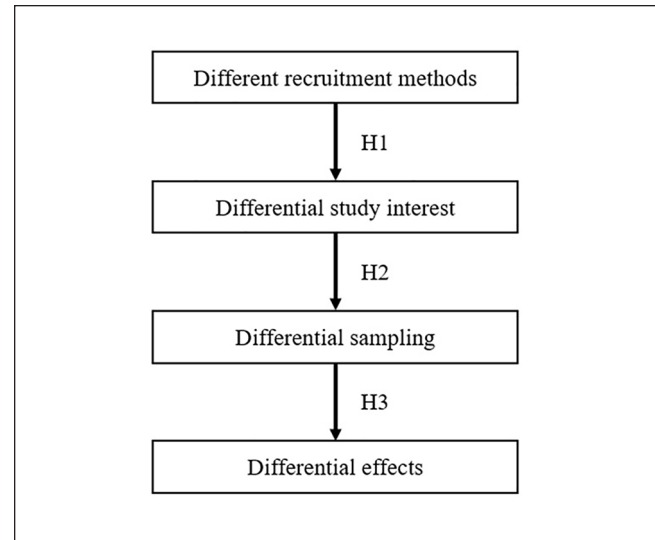 Different recruitment methods
H1
Differential study interest
H2
Differential sampling
H3
Differential effects